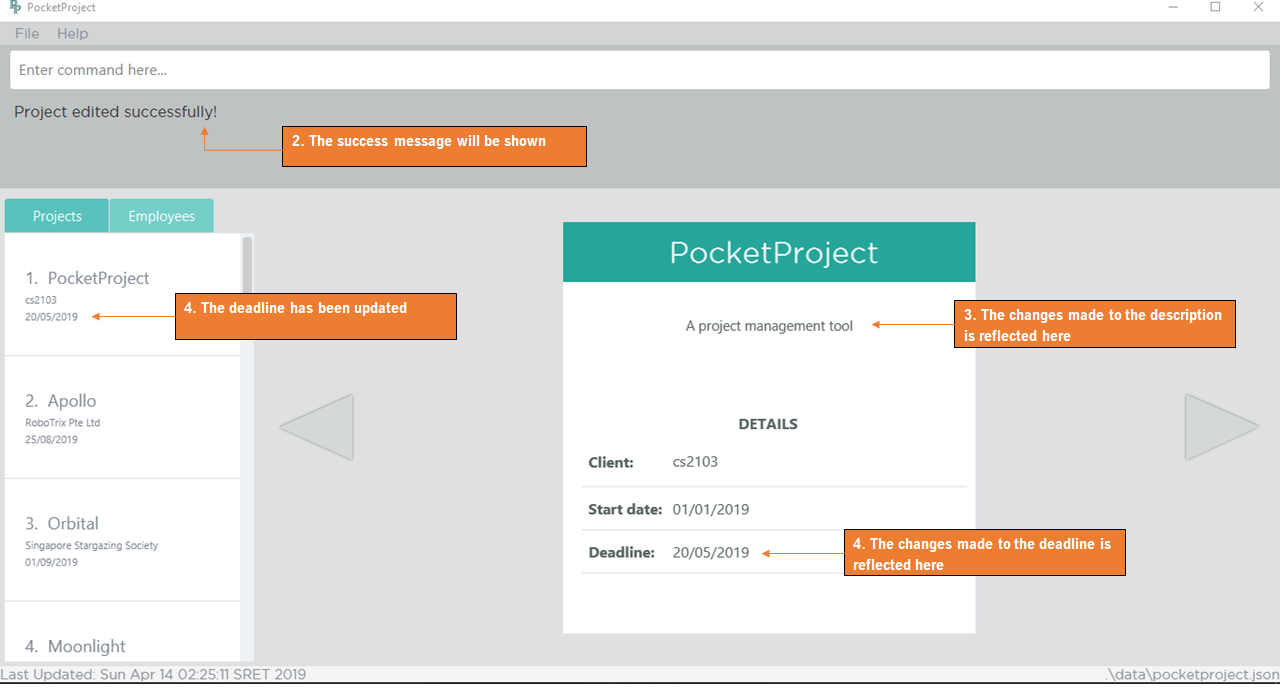 PocketProject
File Help
Enter command here...
Project edited successfully!
2. The success message will be shown
Projects Employees
1. PocketProject
cs2103
20/05/2019
4. The deadline has been updated
2. Apollo
RoboTrix Pte Ltd
25/08/2019
3. Orbital
Singapore Stargazing Society
01/09/2019
4. Moonlight
PocketProject
A project management tool
3. The changes made to the description
is reflected here
DETAILS
Client: cs2103
Start date: 01/01/2019
Deadline: 20/05/2019
4. The changes made to the deadline is
reflected here
Last Updated: Sun Apr 14 02:25:11 SRET 2019
.\data\pocketproject.json